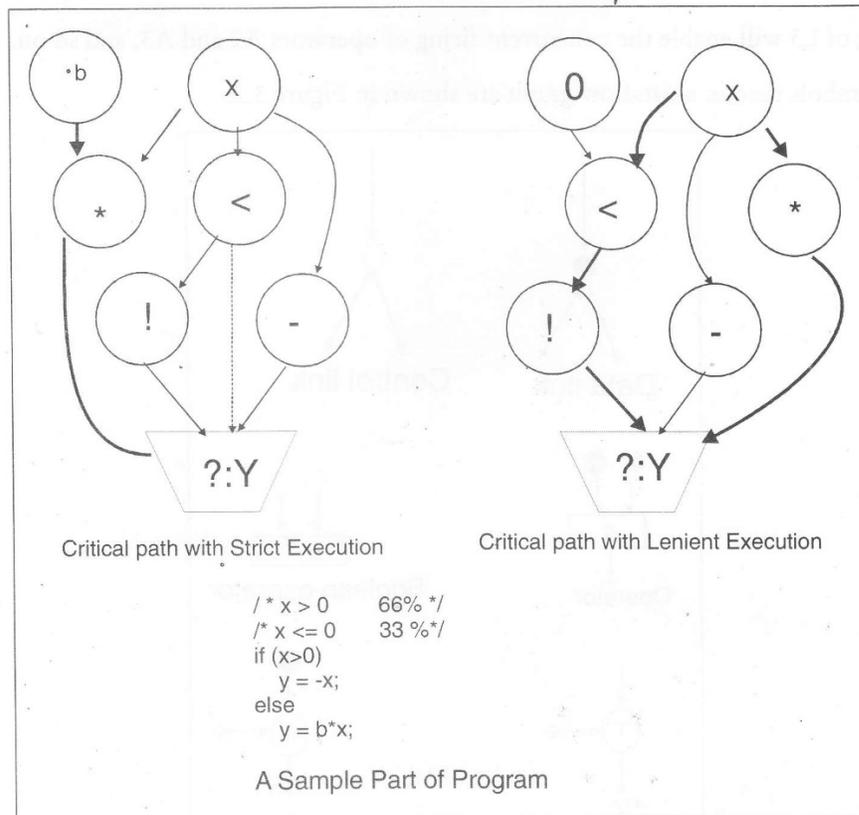 b x 0 x
* < < *
! - ! -
?:Y ?:Y
Critical path with Strict Execution
Critical path with Lenient Execution
/ * x > 0 66% */
/* x <= 0 33 %*/
if (x>0)
y = -x;
else
y = b*x;
A Sample Part of Program